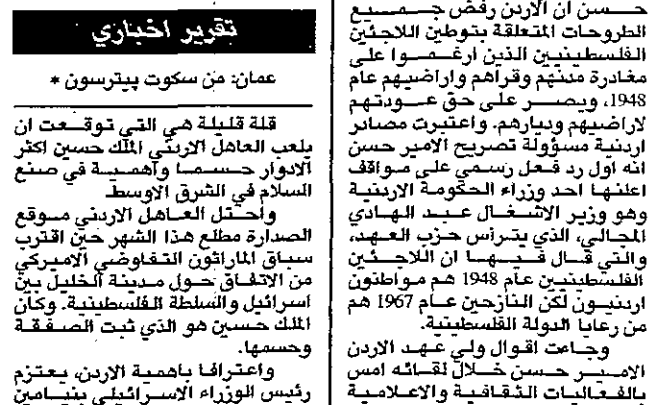 حسن ان الأردن رفض جميع
الطروحات المتعلقة بتوطين اللاجئين
الفلسطينيين الذين ارغموا على
مغادرة مدنهم وقراهم واراضيهم عام
1948، ويصر على حق عودتهم
لاراضيهم وديارهم. واعتبرت مصادر
اردنية مسؤولة تصريح الامير حسن
انه اول رد فعل رسمي على مواقف
اعلنها احد وزراء الحكومة الاردنية
وهو وزير الاشغال عبد الهادي
المجالي، الذي يترأس حزب العهد،
والتي قال فيها ان اللاجئين
الفلسطينيين عام 1948 هم مواطنون
اردنيون لكن النازحين عام 1967 هم
من رعايا الدولة الفلسطينية.
وجاءت اقوال ولي عهد الاردن
الامير حسن خلال لقائه امس
بالفعاليات الثقافية والاعلامية
تقرير اخباري
عمان: من سكوت پيترسون *
قلة قليلة هي التي توقعت ان
يلعب العاهل الاردني الملك حسين اكثر
الادوار حسما واهمية في صنع
السلام في الشرق الاوسط.
واحتل العاهل الاردني موقع
الصدارة مطلع هذا الشهر حين اقترب
سباق الماراثون التفاوضي الاميركي
من الاتفاق حول مدينة الخليل بين
اسرائيل والسلطة الفلسطينية. وكان
الملك حسين هو الذي ثبت الصفقة
وحسمها.
واعترافا باهمية الاردن، يعتزم
رئيس الوزراء الاسرائيلي بنيامين